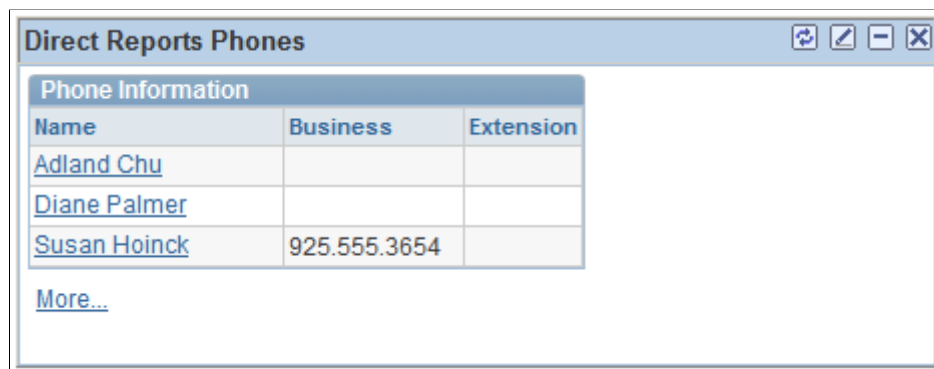 Direct Reports Phones
Phone Information
Name Business Extension
Adland Chu
Diane Palmer
Susan Hoinck 925.555.3654
More...